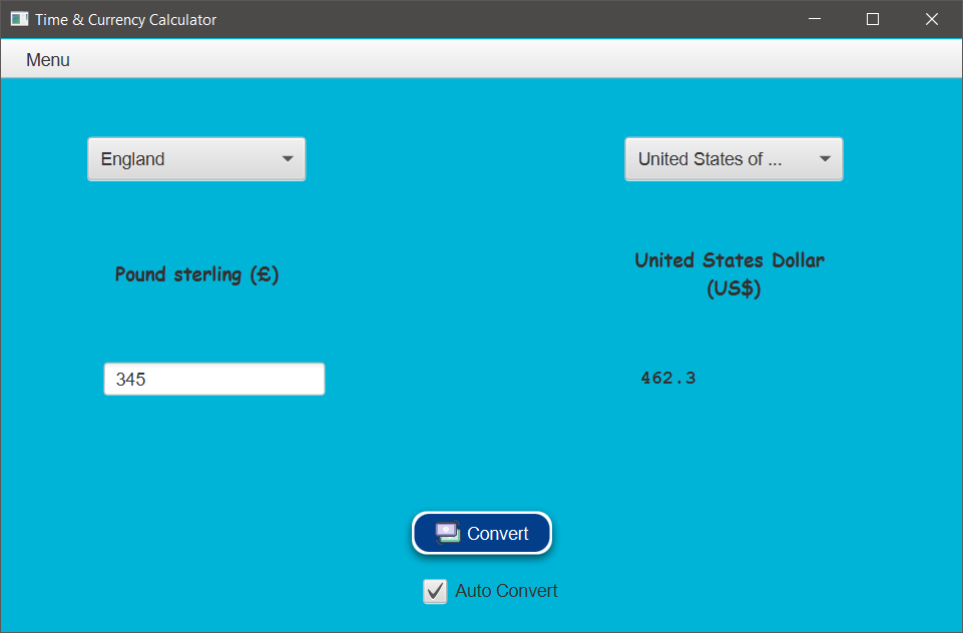 Time & Currency Calculator
Menu
England
United States of ...
Pound sterling (£)
United States Dollar
(US$)
345
462.3
Convert
Auto Convert